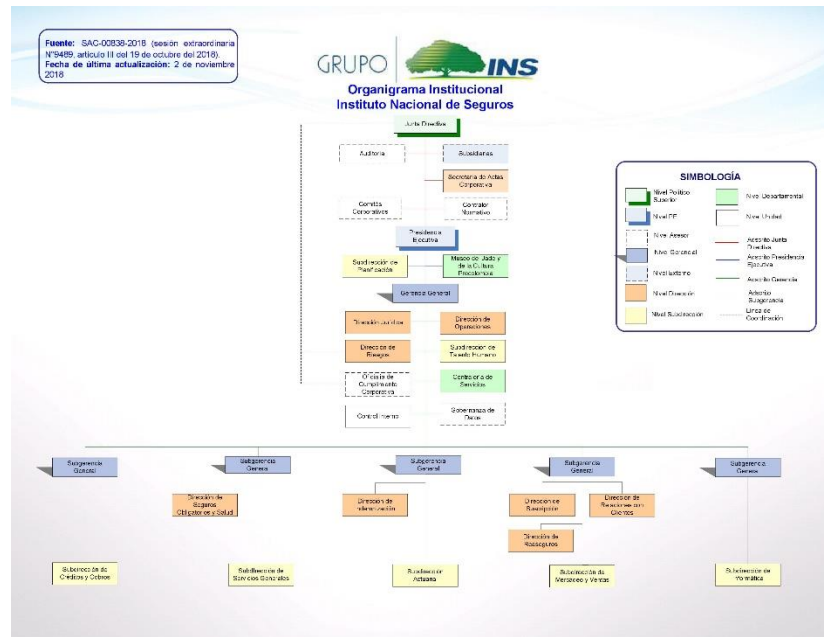 Fuente: SAC-00838-2018 (sesión extraordinaria
N°9489, artículo III del 19 de octubre del 2018).
Fecha de última actualización: 2 de noviembre
2018
GRUPO INS
Organigrama Institucional
Instituto Nacional de Seguros
Junta Directiva
Auditoría
Subsidiarias
Secretaría de Actas
Corporativa
Comités
Corporativos
Contralor
Normativo
Presidencia
Ejecutiva
Subdirección de
Planificación
Museo del Jade y
de la Cultura
Precolombina
Gerencia General
Dirección Jurídica
Dirección de
Operaciones
Dirección de
Riesgos
Subdirección de
Talento Humano
Oficialía de
Cumplimiento
Corporativa
Contraloría de
Servicios
Control Interno
Gobernanza de
Datos
SIMBOLOGÍA
Nivel Político
Superior
Nivel Departamental
Nivel PE
Nivel Unidad
Nivel Asesor
Adscrito Junta
Directiva
Nivel Gerencial
Adscrito Presidencia
Ejecutiva
Nivel Externo
Adscrito Gerencia
Nivel Dirección
Adscrito
Subgerencia
Nivel Subdirección
Línea de
Coordinación
Subgerencia
General
Subgerencia
General
Subgerencia
General
Subgerencia
General
Subgerencia
General
Dirección de
Seguros
Obligatorios y Salud
Dirección de
Indemnización
Dirección de
Suscripción
Dirección de
Relaciones con
Clientes
Dirección de
Reaseguros
Subdirección de
Créditos y Cobros
Subdirección de
Servicios Generales
Subdirección
Actuarial
Subdirección de
Mercadeo y Ventas
Subdirección de
Informática